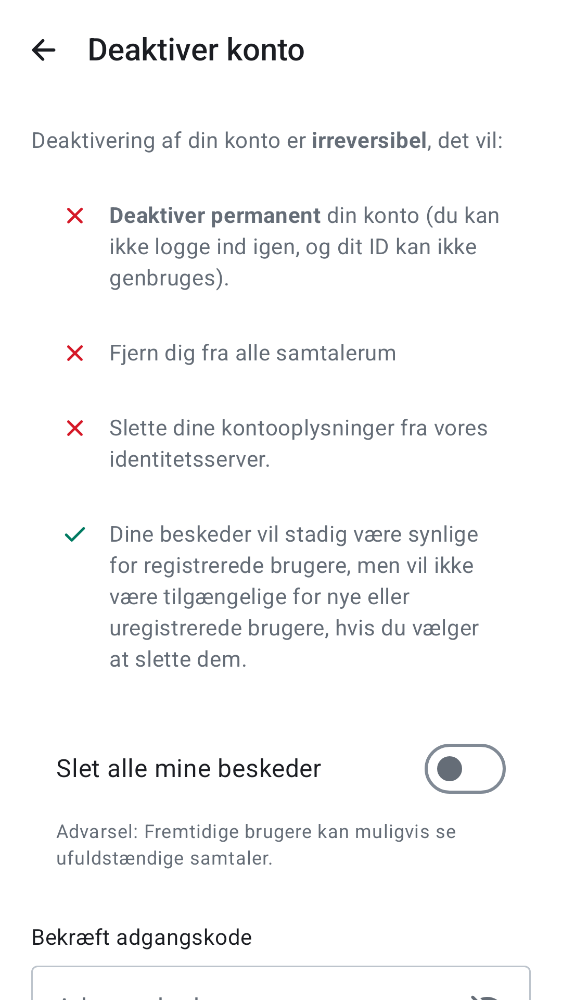 Deaktiver konto
Deaktivering af din konto er irreversibel, det vil:
Deaktiver permanent din konto (du kan
ikke logge ind igen, og dit ID kan ikke
genbruges).
Fjern dig fra alle samtalerum
Slette dine kontooplysninger fra vores
identitetsserver.
Dine beskeder vil stadig være synlige
for registrerede brugere, men vil ikke
være tilgængelige for nye eller
uregistrerede brugere, hvis du vælger
at slette dem.
Slet alle mine beskeder
Advarsel: Fremtidige brugere kan muligvis se
ufuldstændige samtaler.
Bekræft adgangskode